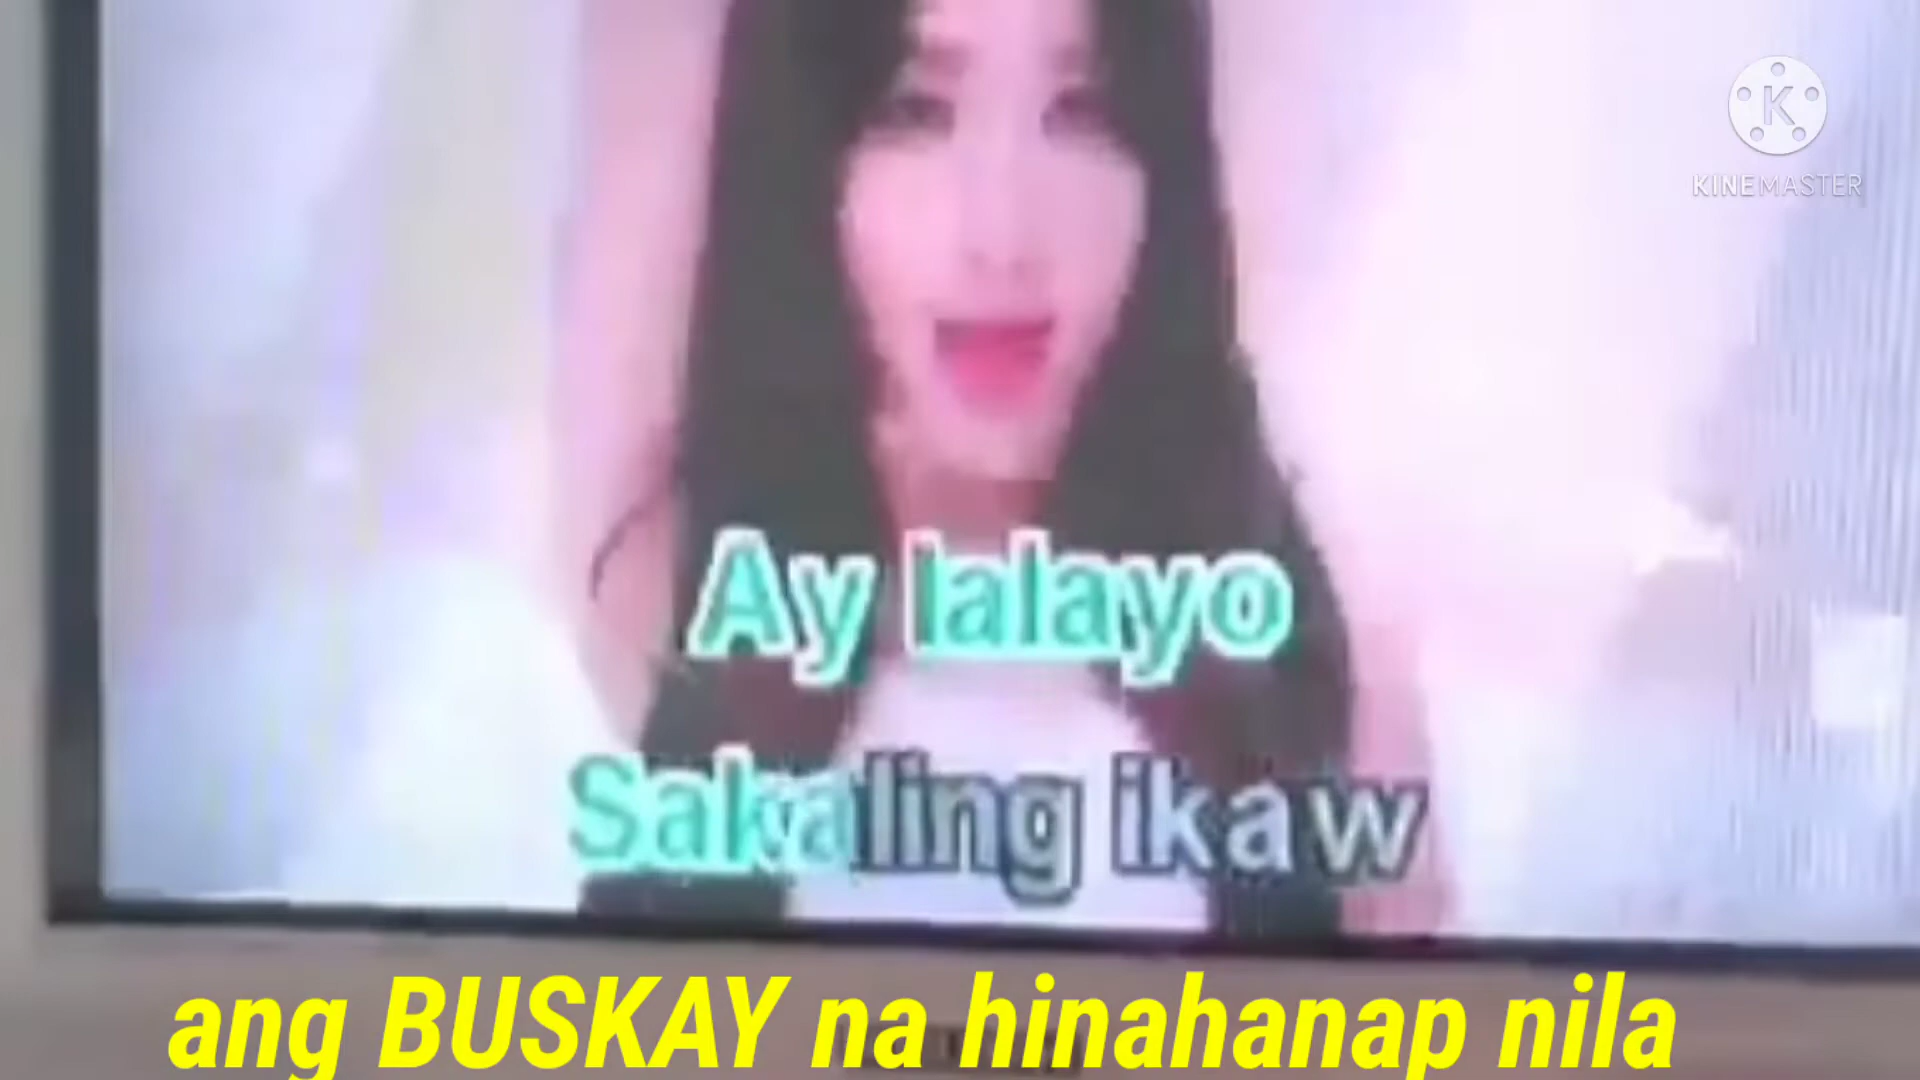 K
KINEMASTER
Ay lalayo
Sakaling ikaw
ang BUSKAY na hinahanap nila